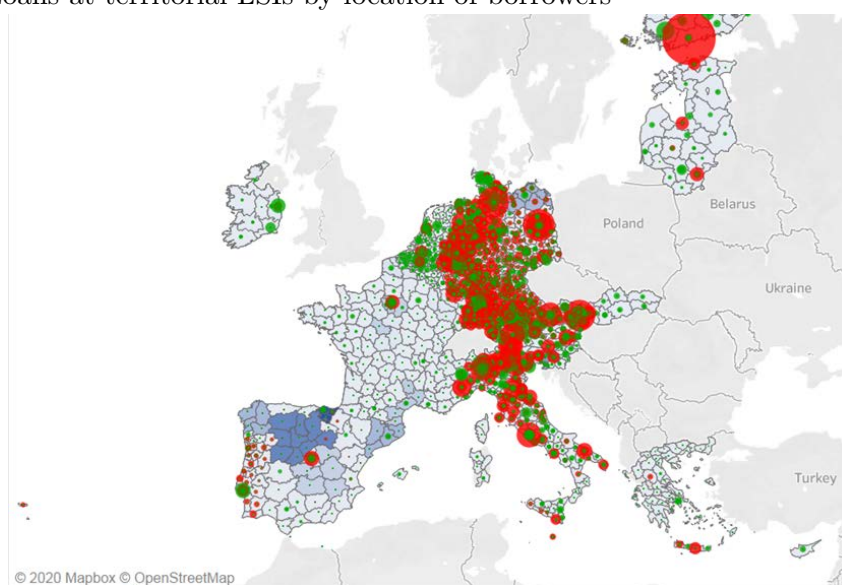 loans at territorial LSIs by location of borrowers
Poland
Belarus
Ukraine
Turkey
© 2020 Mapbox © OpenStreetMap